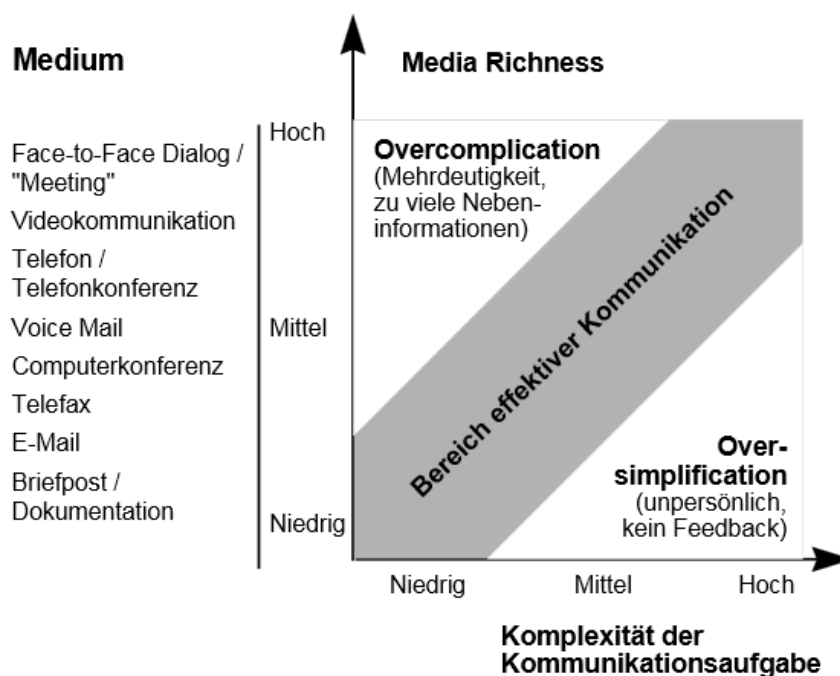 Medium
Media Richness
Face-to-Face Dialog /
"Meeting"
Videokommunikation
Telefon /
Telefonkonferenz
Voice Mail
Computerkonferenz
Telefax
E-Mail
Briefpost /
Dokumentation
Hoch
Mittel
Niedrig
Overcomplication
(Mehrdeutigkeit,
zu viele Neben-
informationen)
Bereich effektiver Kommunikation
Over-
simplification
(unpersönlich,
kein Feedback)
Niedrig
Mittel
Hoch
Komplexität der
Kommunikationsaufgabe